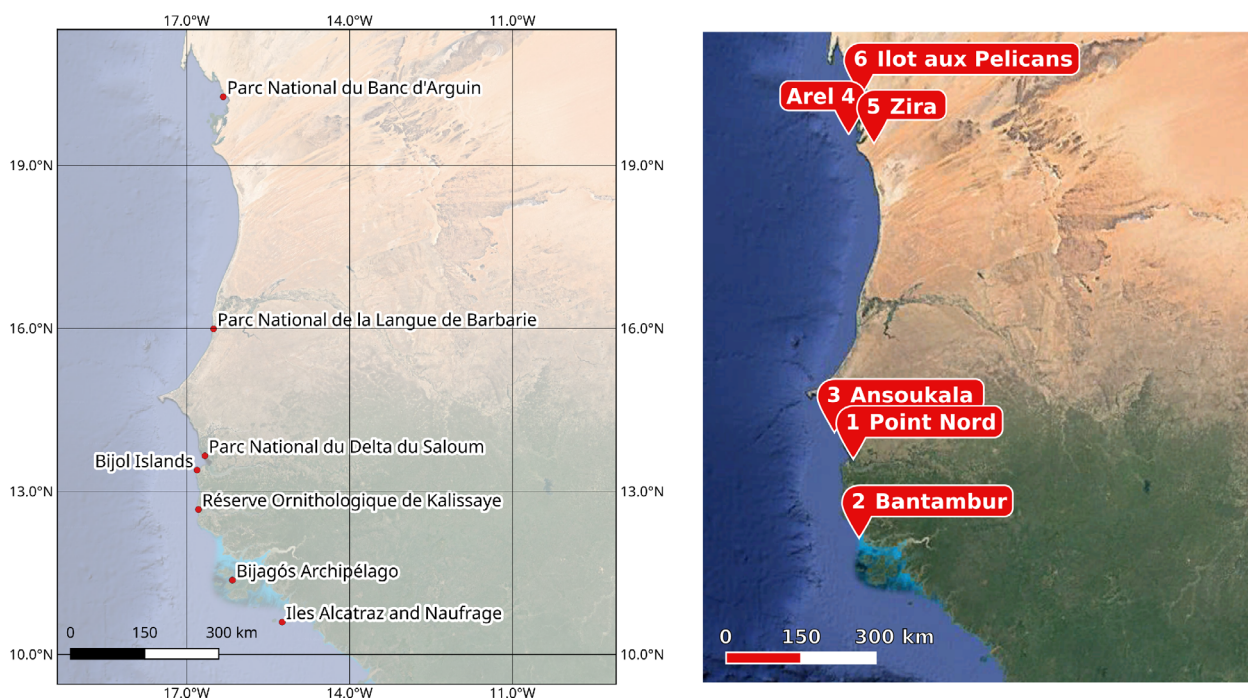 17.0°W 14.0°W 11.0°W
Parc National du Banc d'Arguin
19.0°N 19.0°N
Parc National de la Langue de Barbarie
16.0°N 16.0°N
Parc National du Delta du Saloum
Bijol Islands
13.0°N 13.0°N
Réserve Ornithologique de Kalissaye
Bijagós Archipélago
Iles Alcatraz and Naufrage
0 150 300 km
10.0°N 10.0°N
17.0°W 14.0°W 11.0°W
6 Ilot aux Pelicans
Arel 4
5 Zira
3 Ansoukala
1 Point Nord
2 Bantambur
0 150 300 km